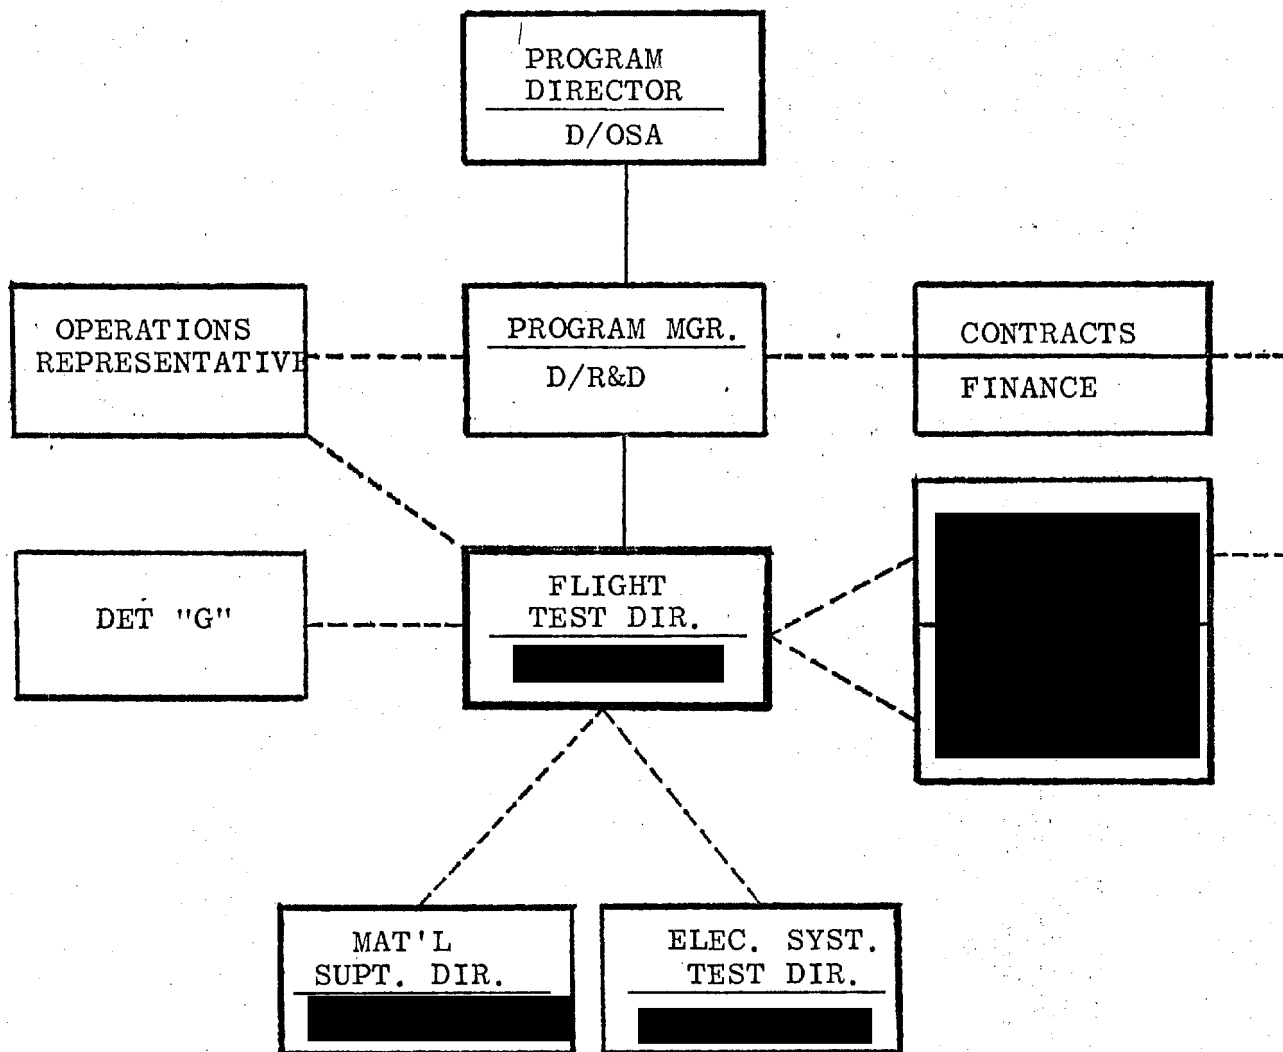 PROGRAM
DIRECTOR
D/OSA
OPERATIONS
REPRESENTATIVE
PROGRAM MGR.
D/R&D
CONTRACTS
FINANCE
DET "G"
FLIGHT
TEST DIR.
MAT'L
SUPT. DIR.
ELEC. SYST.
TEST DIR.